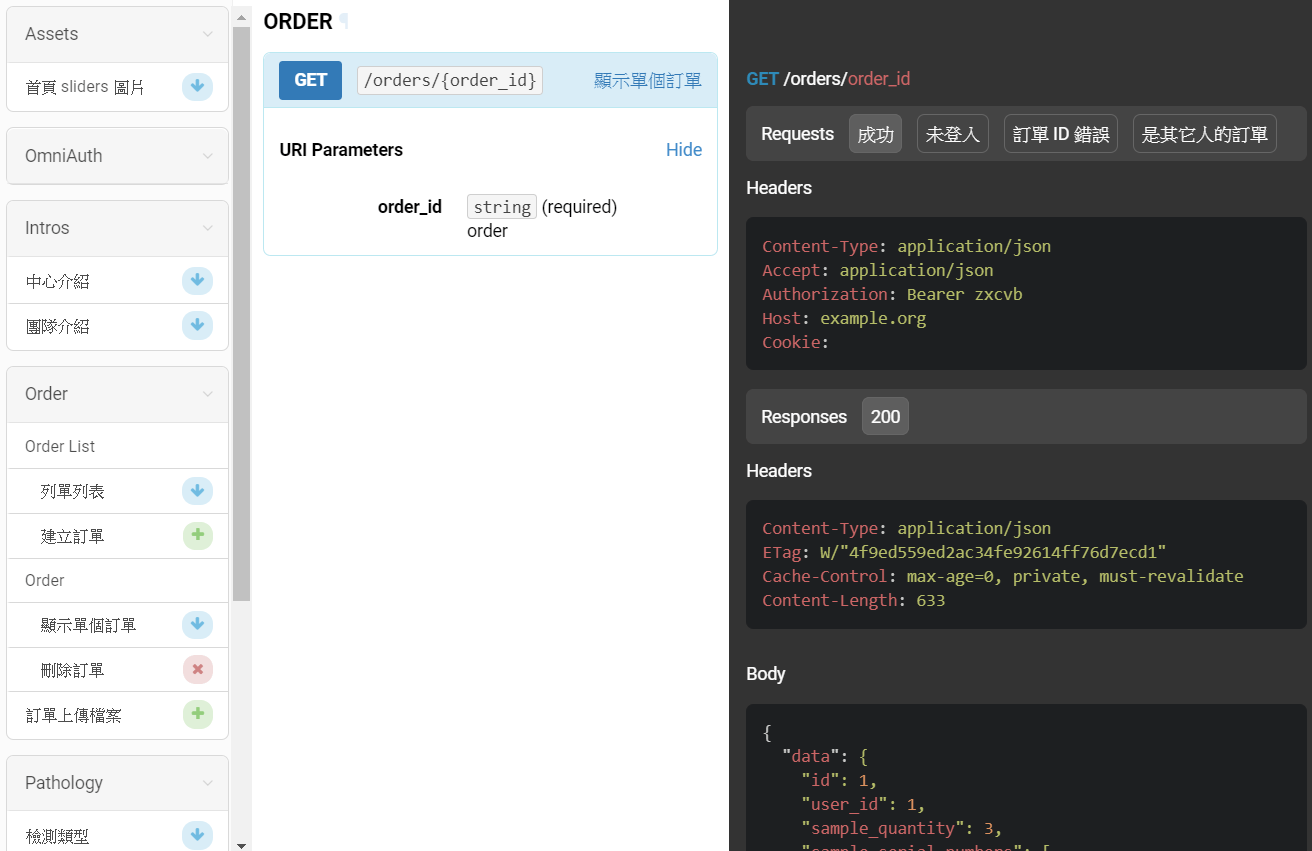 Assets
首頁 sliders 圖片
OmniAuth
Intros
中心介紹
團隊介紹
Order
Order List
列單列表
建立訂單
Order
顯示單個訂單
刪除訂單
訂單上傳檔案
Pathology
檢測類型
ORDER ¶
GET /orders/{order_id} 顯示單個訂單
URI Parameters Hide
order_id string (required)
order
GET /orders/order_id
Requests 成功 未登入 訂單 ID 錯誤 是其它人的訂單
Headers
Content-Type: application/json
Accept: application/json
Authorization: Bearer zxcvb
Host: example.org
Cookie:
Responses 200
Headers
Content-Type: application/json
ETag: W/"4f9ed559ed2ac34fe92614ff76d7ecd1"
Cache-Control: max-age=0, private, must-revalidate
Content-Length: 633
Body
{
"data": {
"id": 1,
"user_id": 1,
"sample_quantity": 3,
"sample_serial_numbers": [